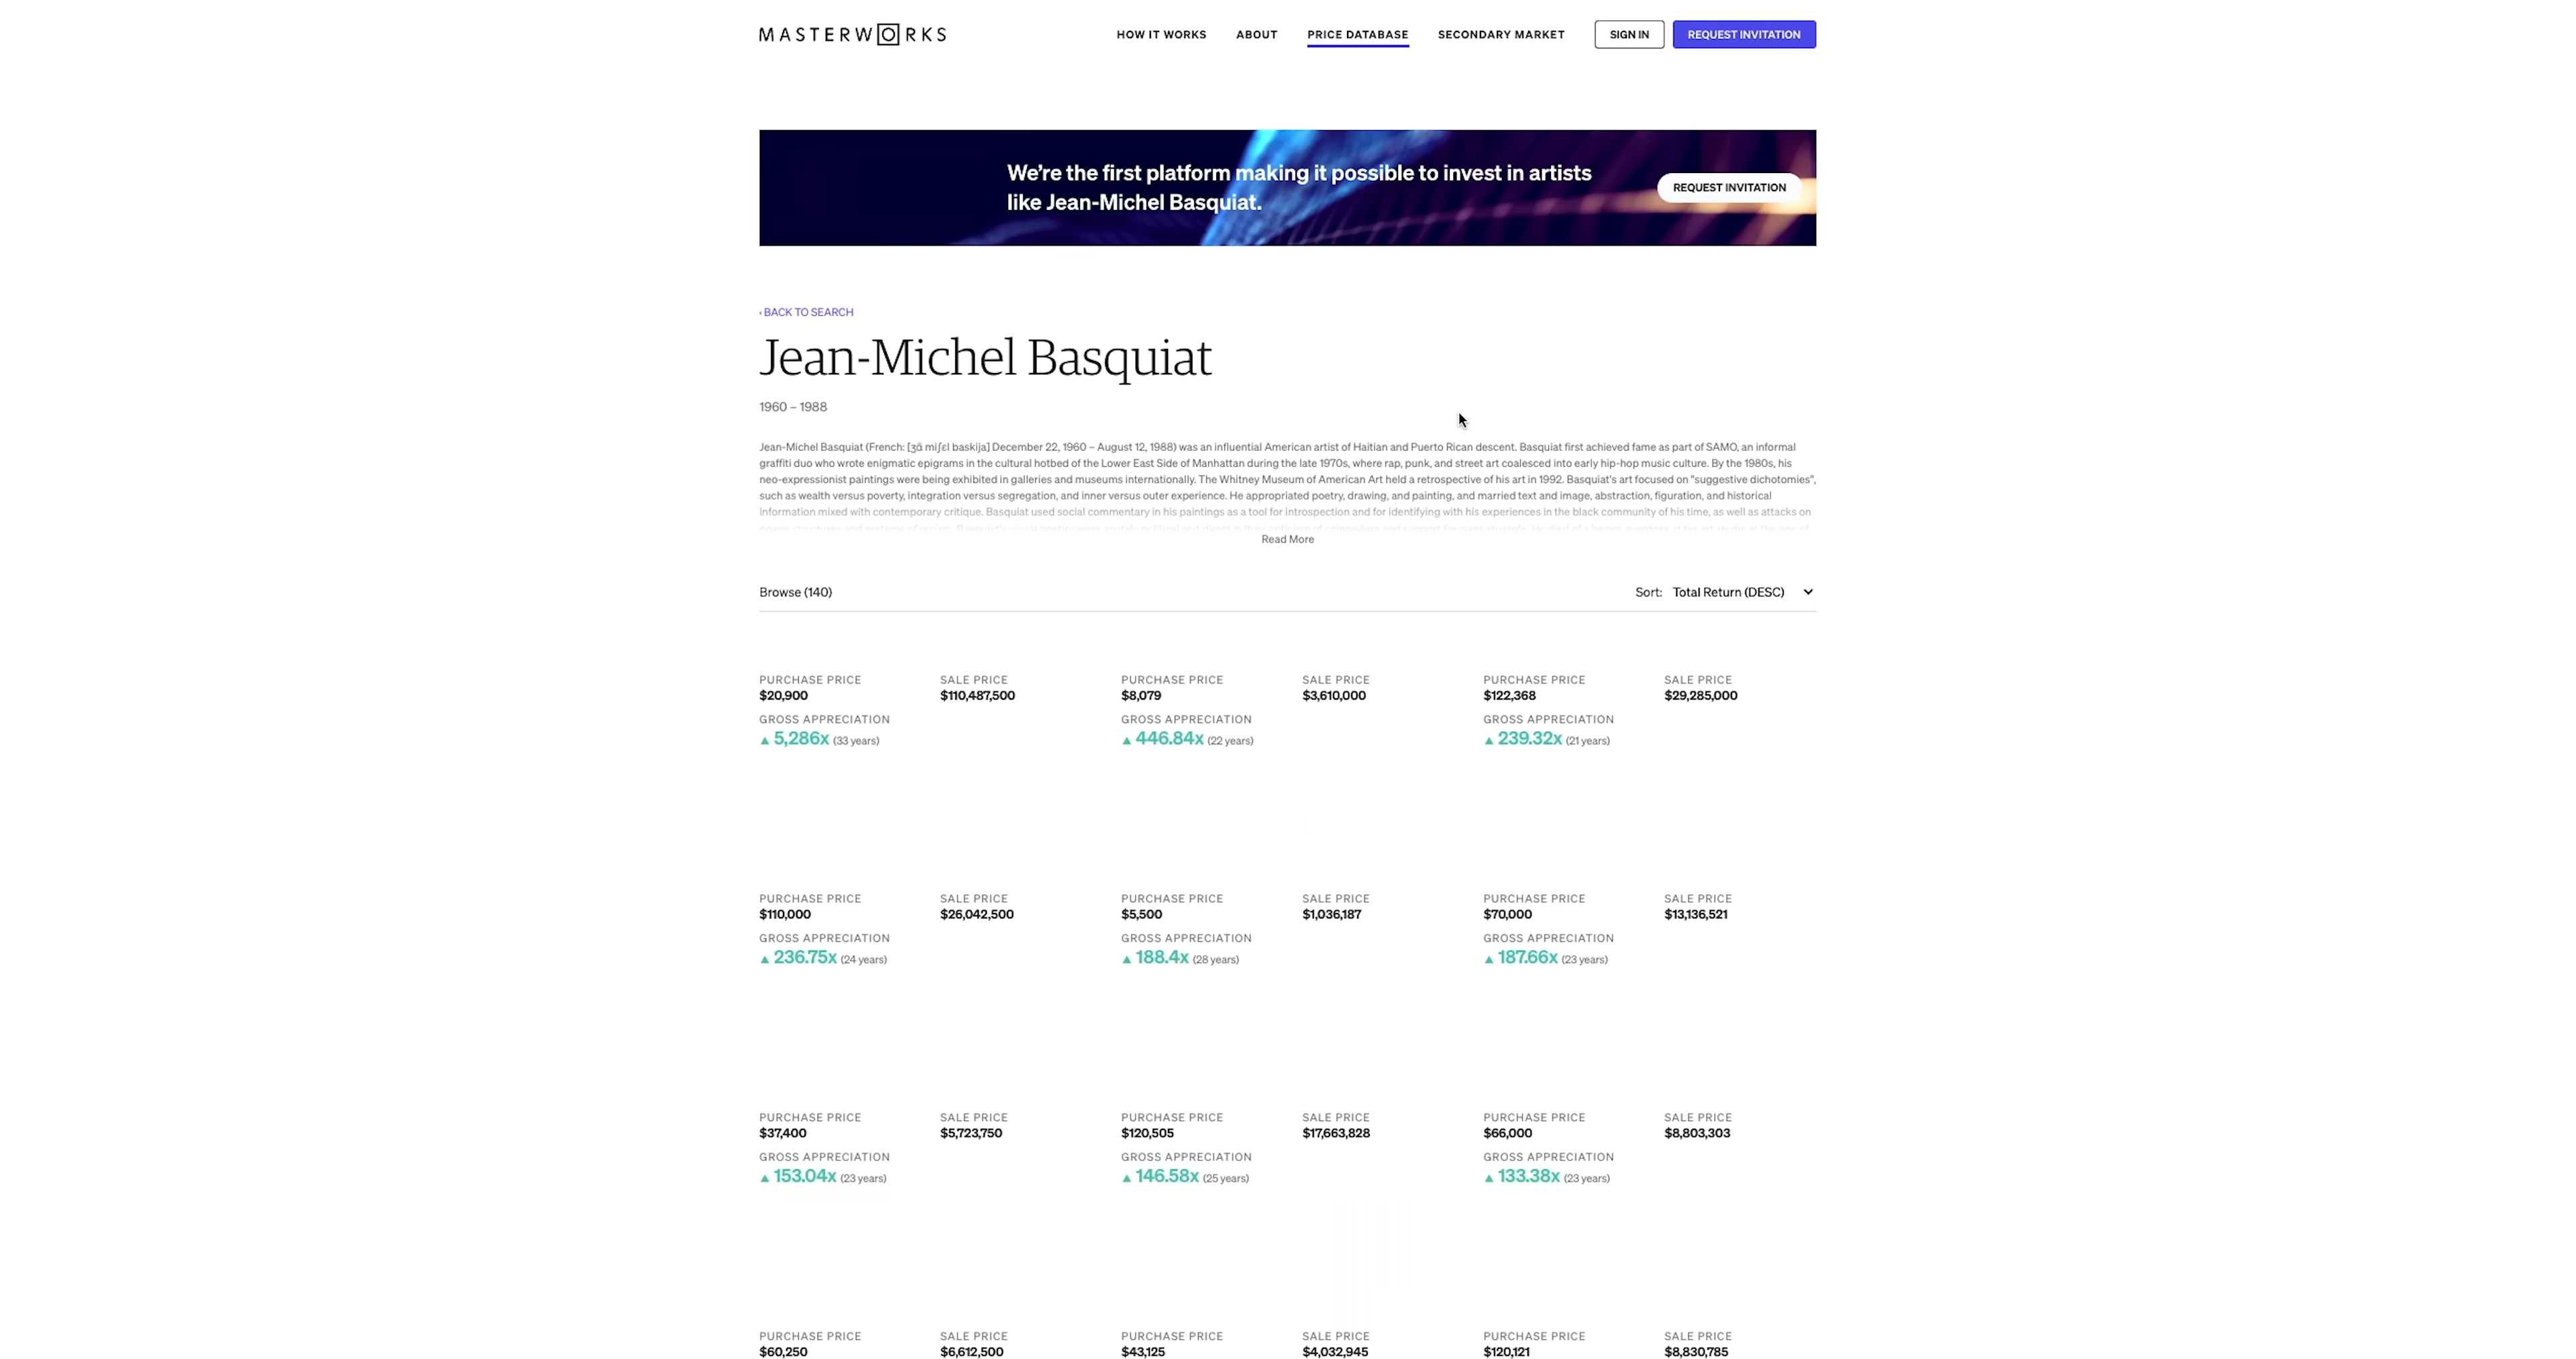 MASTERWORKS
HOW IT WORKS ABOUT PRICE DATABASE SECONDARY MARKET SIGN IN REQUEST INVITATION
We're the first platform making it possible to invest in artists
like Jean-Michel Basquiat.
REQUEST INVITATION
‹ BACK TO SEARCH
Jean-Michel Basquiat
1960 – 1988
Jean-Michel Basquiat (French: [ʒɑ̃ miʃɛl baskija] December 22, 1960 – August 12, 1988) was an influential American artist of Haitian and Puerto Rican descent. Basquiat first achieved fame as part of SAMO, an informal
graffiti duo who wrote enigmatic epigrams in the cultural hotbed of the Lower East Side of Manhattan during the late 1970s, where rap, punk, and street art coalesced into early hip-hop music culture. By the 1980s, his
neo-expressionist paintings were being exhibited in galleries and museums internationally. The Whitney Museum of American Art held a retrospective of his art in 1992. Basquiat's art focused on "suggestive dichotomies",
such as wealth versus poverty, integration versus segregation, and inner versus outer experience. He appropriated poetry, drawing, and painting, and married text and image, abstraction, figuration, and historical
information mixed with contemporary critique. Basquiat used social commentary in his paintings as a tool for introspection and for identifying with his experiences in the black community of his time, as well as attacks on
Read More
Browse (140) Sort: Total Return (DESC)
PURCHASE PRICE SALE PRICE PURCHASE PRICE SALE PRICE PURCHASE PRICE SALE PRICE
$20,900 $110,487,500 $8,079 $3,610,000 $122,368 $29,285,000
GROSS APPRECIATION GROSS APPRECIATION GROSS APPRECIATION
▲ 5,286x (33 years) ▲ 446.84x (22 years) ▲ 239.32x (21 years)
PURCHASE PRICE SALE PRICE PURCHASE PRICE SALE PRICE PURCHASE PRICE SALE PRICE
$110,000 $26,042,500 $5,500 $1,036,187 $70,000 $13,136,521
GROSS APPRECIATION GROSS APPRECIATION GROSS APPRECIATION
▲ 236.75x (24 years) ▲ 188.4x (28 years) ▲ 187.66x (23 years)
PURCHASE PRICE SALE PRICE PURCHASE PRICE SALE PRICE PURCHASE PRICE SALE PRICE
$37,400 $5,723,750 $120,505 $17,663,828 $66,000 $8,803,303
GROSS APPRECIATION GROSS APPRECIATION GROSS APPRECIATION
▲ 153.04x (23 years) ▲ 146.58x (25 years) ▲ 133.38x (23 years)
PURCHASE PRICE SALE PRICE PURCHASE PRICE SALE PRICE PURCHASE PRICE SALE PRICE
$60,250 $6,612,500 $43,125 $4,032,945 $120,121 $8,830,785